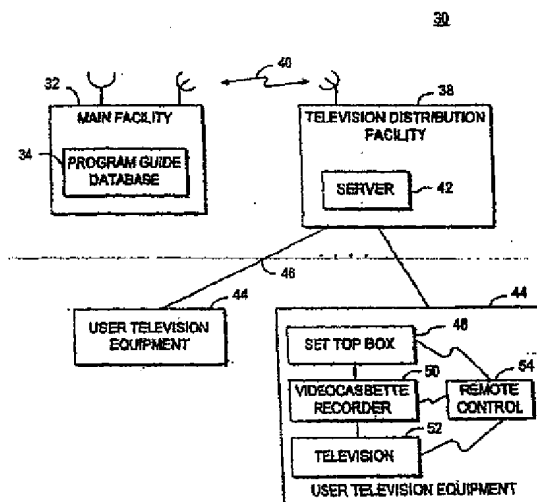 30
40
32
38
MAIN FACILITY
TELEVISION DISTRIBUTION
FACILITY
34
PROGRAM GUIDE
DATABASE
SERVER
42
46
44
44
USER TELEVISION
EQUIPMENT
SET TOP BOX
48
50
54
VIDEOCASSETTE
RECORDER
REMOTE
CONTROL
52
TELEVISION
USER TELEVISION EQUIPMENT